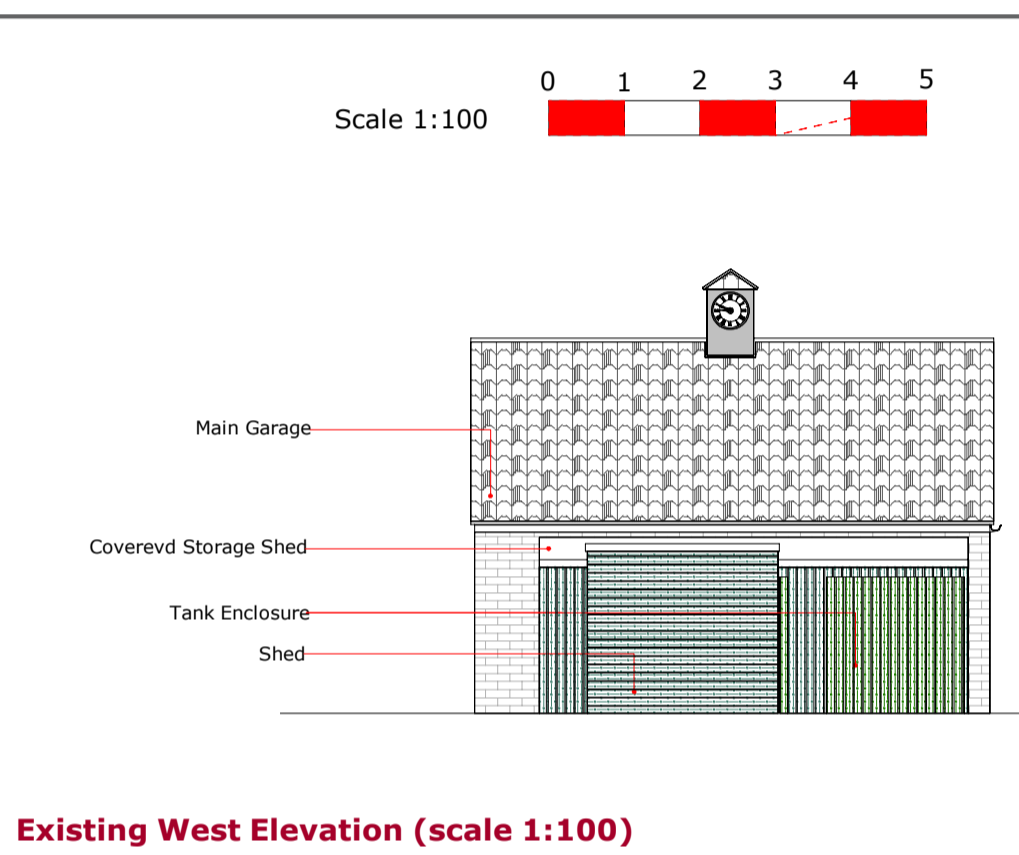 0 1 2 3 4 5
Scale 1:100
Main Garage
Coverevd Storage Shed
Tank Enclosure
Shed
Existing West Elevation (scale 1:100)